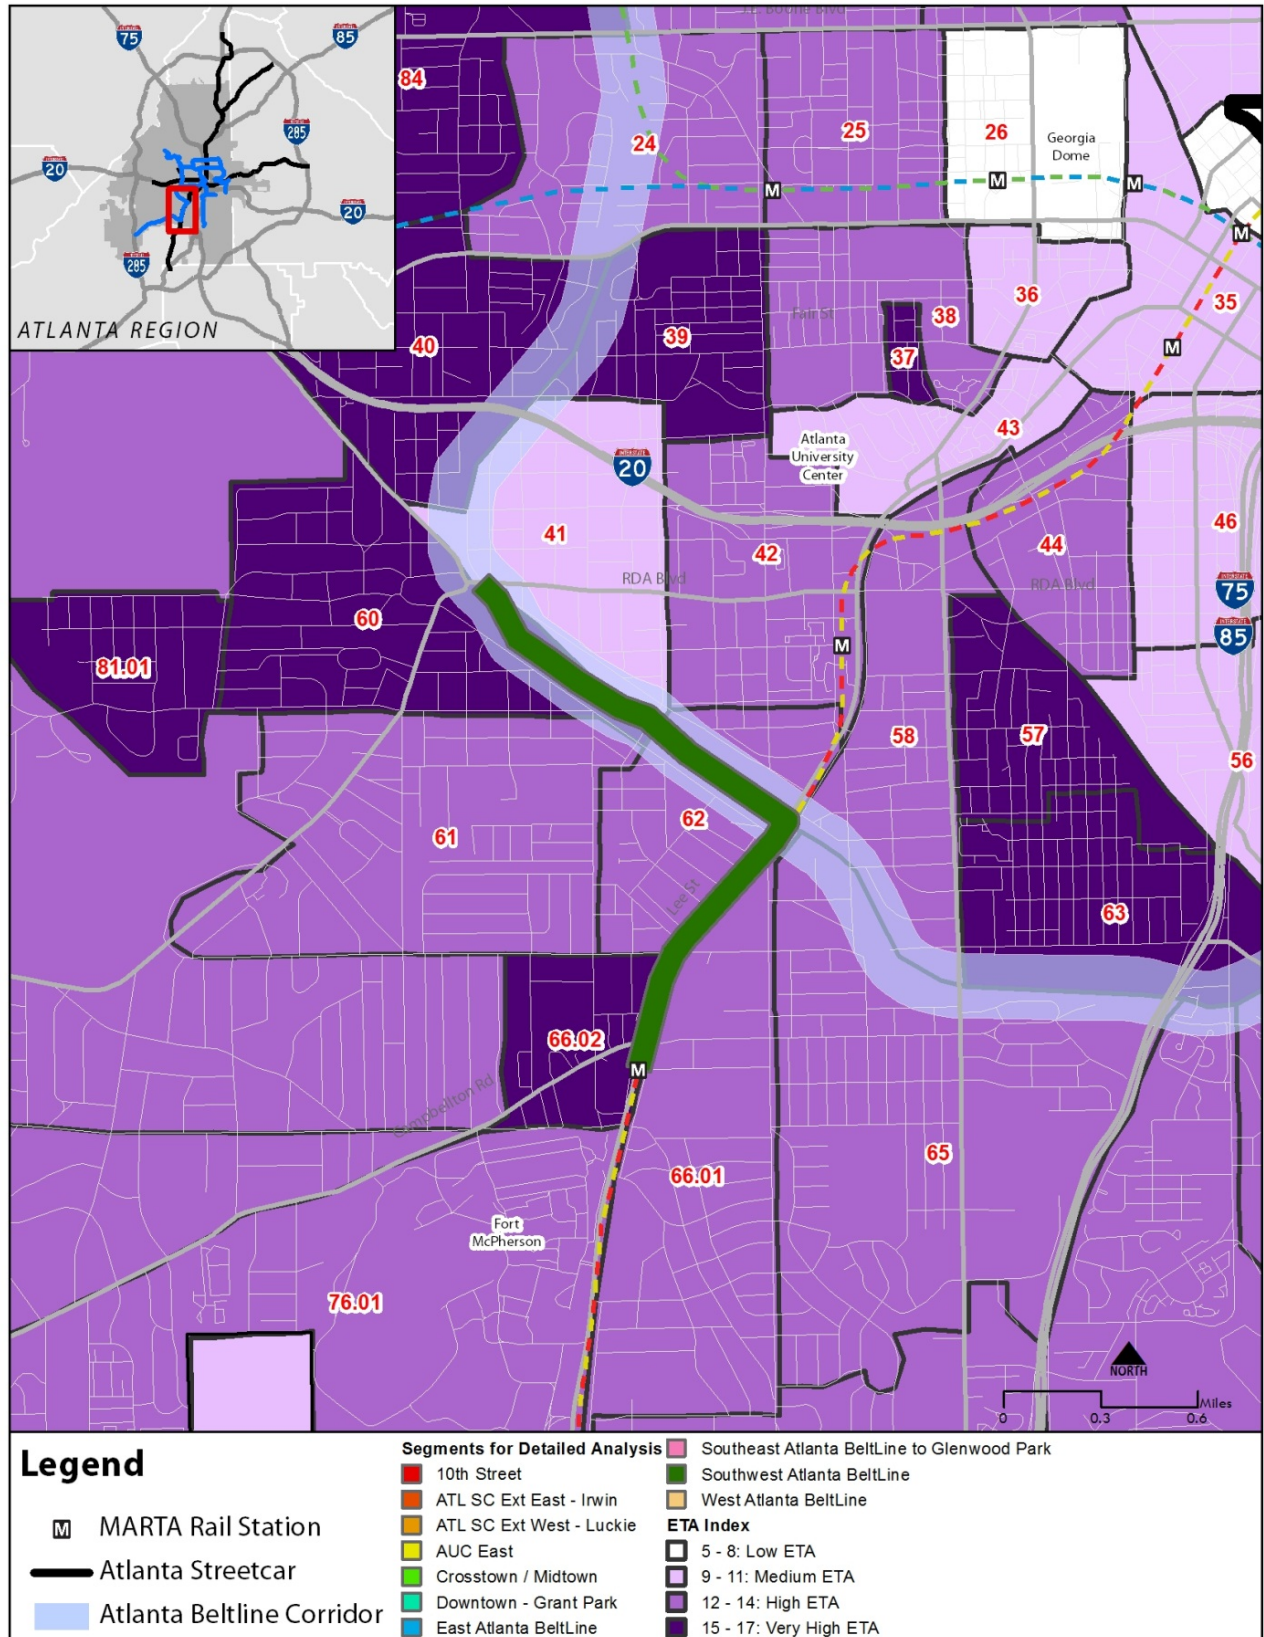 75
85
285
20
20
285
ATLANTA REGION
84
24
25
26
Georgia
Dome
M
M
M
M
40
39
Fair St
37
38
36
35
M
43
Atlanta
University
Center
20
41
42
44
46
RDA Blvd
RDA Blvd
75
85
60
81.01
M
58
57
56
61
62
63
Lee St
66.02
M
Campbellton Rd
65
66.01
Fort
McPherson
76.01
NORTH
Miles
0 0.3 0.6
Legend
M MARTA Rail Station
Atlanta Streetcar
Atlanta Beltline Corridor
Segments for Detailed Analysis
10th Street
ATL SC Ext East - Irwin
ATL SC Ext West - Luckie
AUC East
Crosstown / Midtown
Downtown - Grant Park
East Atlanta BeltLine
Southeast Atlanta BeltLine to Glenwood Park
Southwest Atlanta BeltLine
West Atlanta BeltLine
ETA Index
5 - 8: Low ETA
9 - 11: Medium ETA
12 - 14: High ETA
15 - 17: Very High ETA